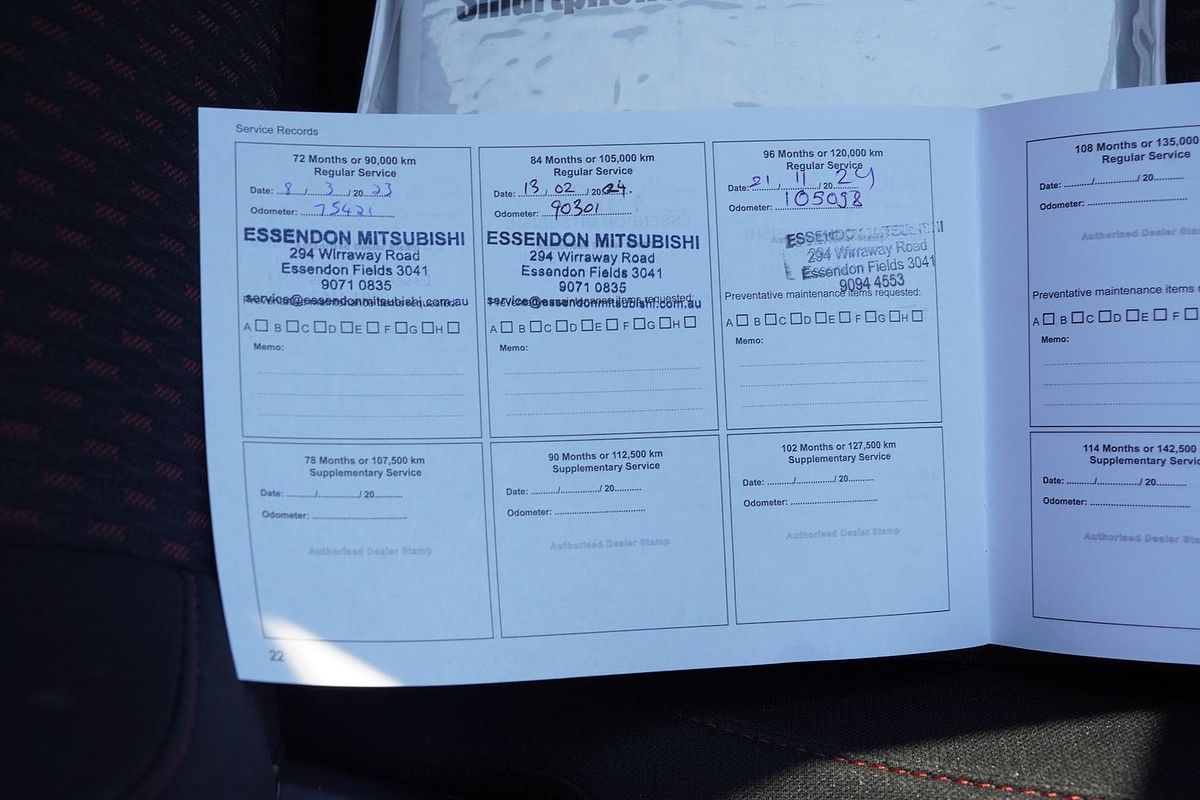 Smartphon
Service Records
72 Months or 90,000 km
Regular Service
Date: 8 / 3 / 20 23
Odometer: 75421
ESSENDON MITSUBISHI
294 Wirraway Road
Essendon Fields 3041
9071 0835
service@essendonmitsubishi.com.au
A B C D E F G H
Memo:
84 Months or 105,000 km
Regular Service
Date: 13 / 02 / 20 24
Odometer: 90301
ESSENDON MITSUBISHI
294 Wirraway Road
Essendon Fields 3041
9071 0835
service@essendonmitsubishi.com.au
A B C D E F G H
Memo:
96 Months or 120,000 km
Regular Service
Date: 21 / 11 / 20 24
Odometer: 105098
ESSENDON MITSUBISHI
294 Wirraway Road
Essendon Fields 3041
9094 4553
Preventative maintenance items requested:
A B C D E F G H
Memo:
108 Months or 135,000
Regular Service
Date: ........./.............../ 20..........
Odometer:
Authorised Dealer Sta
Preventative maintenance items r
A B C D E F
Memo:
78 Months or 107,500 km
Supplementary Service
Date: ........./.............../ 20..........
Odometer:
Authorised Dealer Stamp
90 Months or 112,500 km
Supplementary Service
Date: ........./.............../ 20..........
Odometer:
Authorised Dealer Stamp
102 Months or 127,500 km
Supplementary Service
Date: ........./.............../ 20..........
Odometer:
Authorised Dealer Stamp
114 Months or 142,500
Supplementary Servic
Date: ........./.............../ 20..........
Odometer:
Authorised Dealer Sta
22